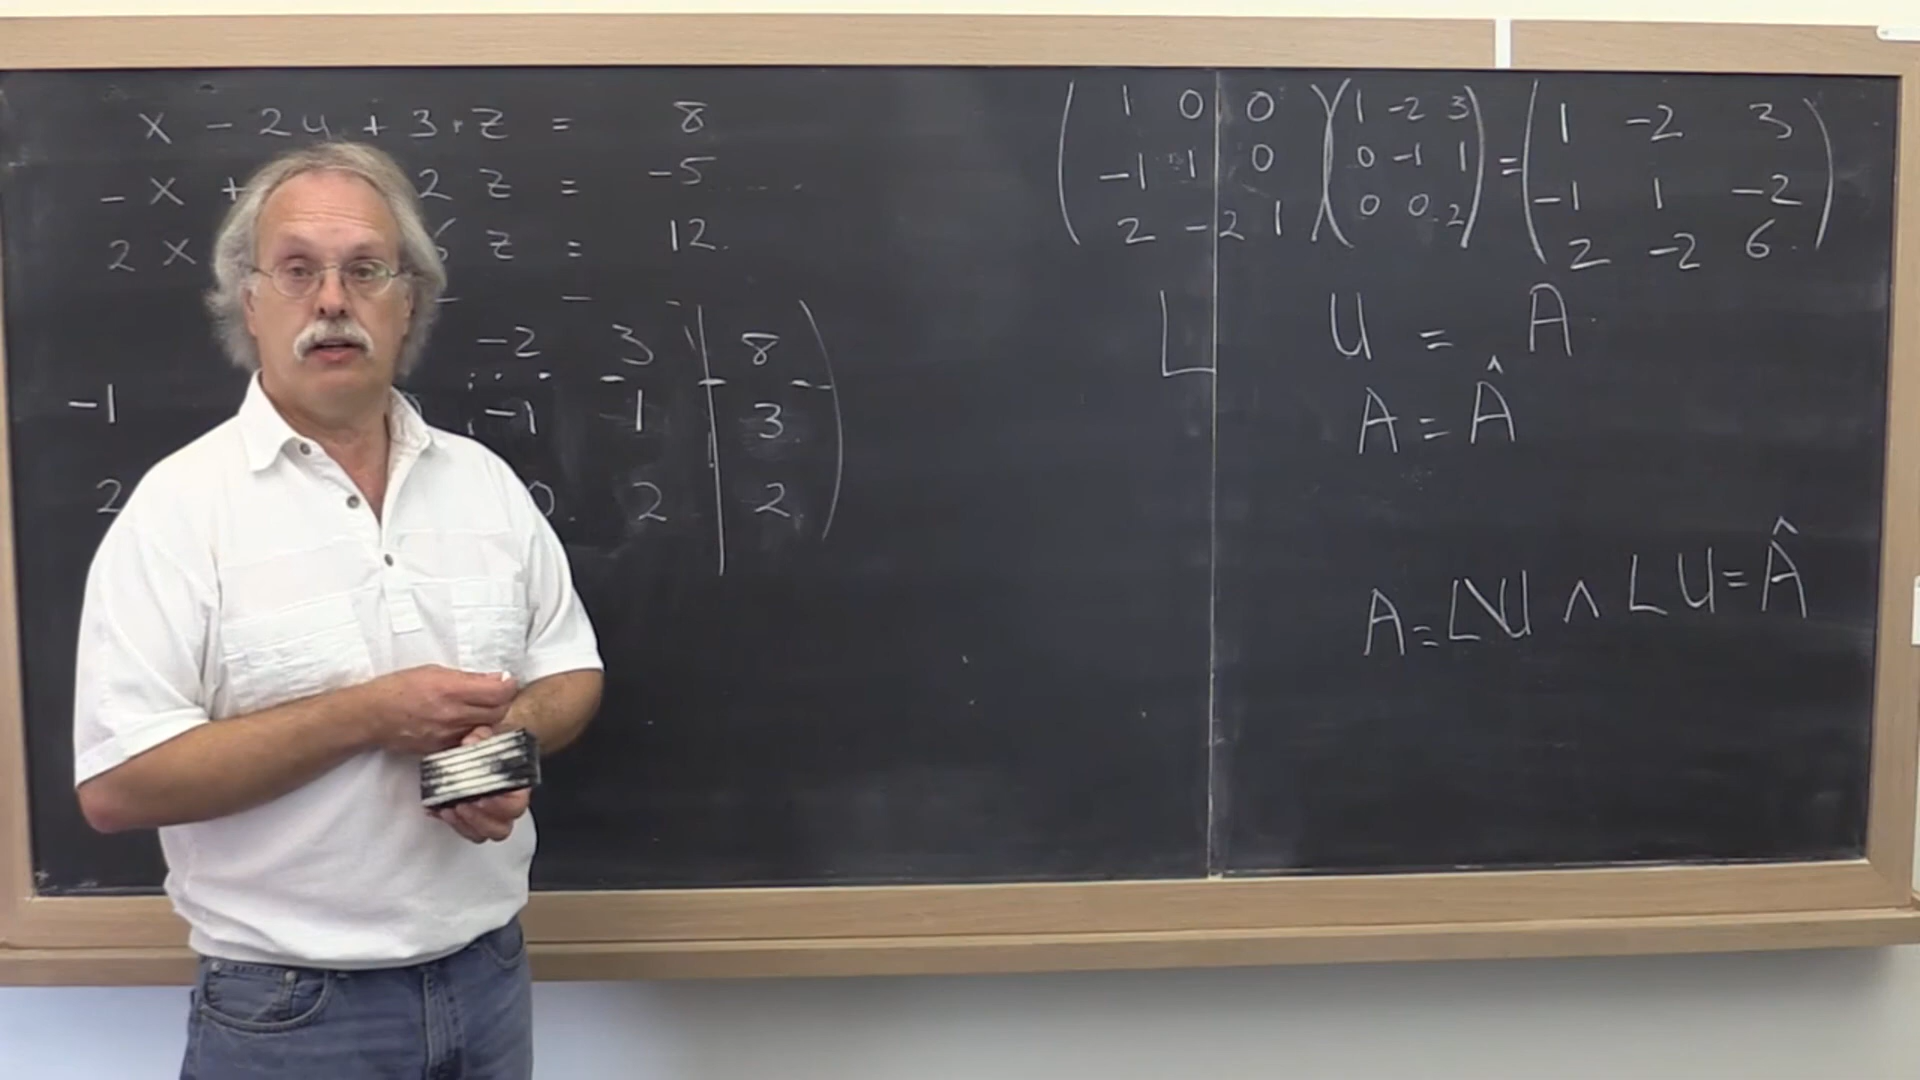 x - 2y + 3z = 8
- x + 2 z = -5
2 x 6 z = 12
-2 3 | 8
-1 -1 1 | 3
2 0 2 | 2
( 1 0 0 ) ( 1 -2 3 ) = ( 1 -2 3 )
( -1 1 0 ) ( 0 -1 1 ) ( -1 1 -2 )
( 2 -2 1 ) ( 0 0 2 ) ( 2 -2 6 )
L U = A
A = Â
A = L\U ∧ L U = Â